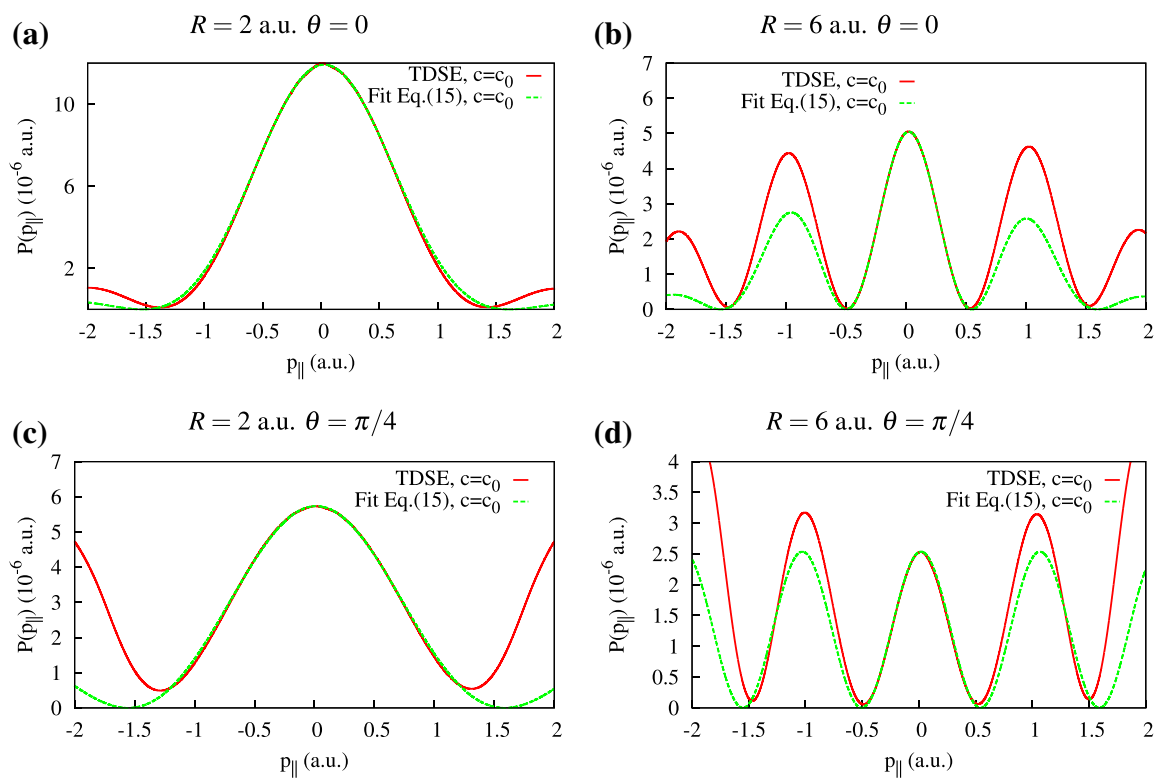 (a) R = 2 a.u. θ = 0
P(p∥) (10⁻⁶ a.u.)
10
6
2
TDSE, c=c₀
Fit Eq.(15), c=c₀
-2 -1.5 -1 -0.5 0 0.5 1 1.5 2
p∥ (a.u.)
(b) R = 6 a.u. θ = 0
P(p∥) (10⁻⁶ a.u.)
7
6
5
4
3
2
1
0
TDSE, c=c₀
Fit Eq.(15), c=c₀
-2 -1.5 -1 -0.5 0 0.5 1 1.5 2
p∥ (a.u.)
(c) R = 2 a.u. θ = π/4
P(p∥) (10⁻⁶ a.u.)
7
6
5
4
3
2
1
0
TDSE, c=c₀
Fit Eq.(15), c=c₀
-2 -1.5 -1 -0.5 0 0.5 1 1.5 2
p∥ (a.u.)
(d) R = 6 a.u. θ = π/4
P(p∥) (10⁻⁶ a.u.)
4
3.5
3
2.5
2
1.5
1
0.5
0
TDSE, c=c₀
Fit Eq.(15), c=c₀
-2 -1.5 -1 -0.5 0 0.5 1 1.5 2
p∥ (a.u.)